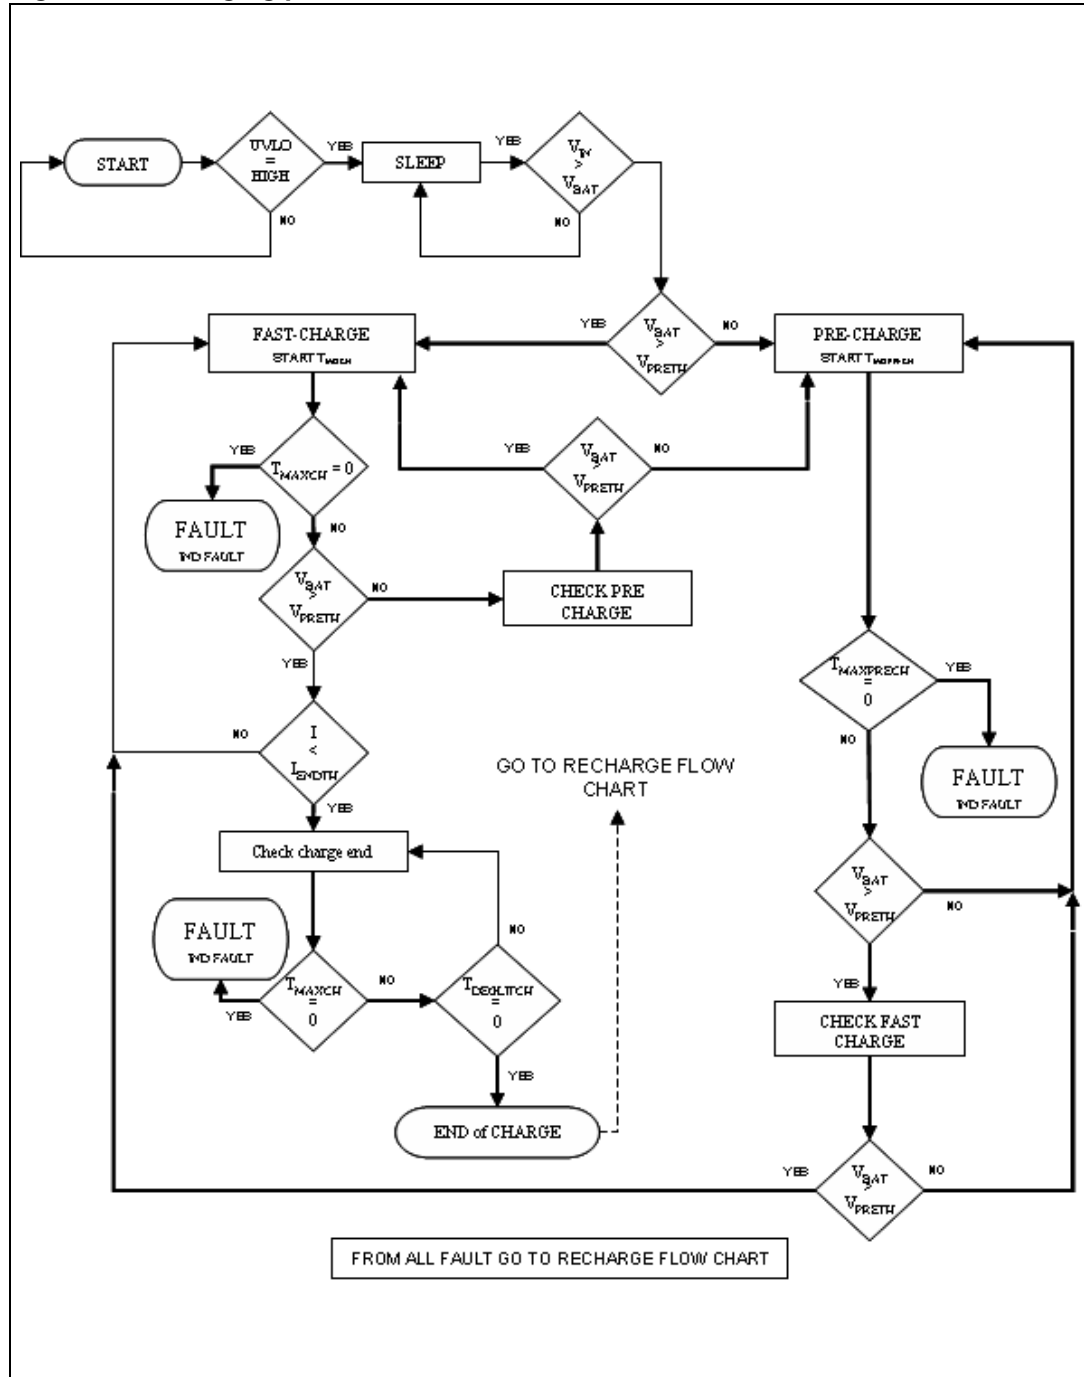 START
UVLO
=
HIGH
YES
NO
SLEEP
YES
V_IN
>
V_BAT
NO
FAST-CHARGE
START T
YES
V_BAT
>
V_PRETH
NO
PRE-CHARGE
START T
YES
V_BAT
>
V_PRETH
NO
YES
T_MAXCH = 0
NO
FAULT
IND FAULT
V_BAT
>
V_PRETH
NO
YES
CHECK PRE
CHARGE
T_MAXPRECH
=
0
YES
NO
FAULT
IND FAULT
NO
I
<
I_ENDTH
YES
GO TO RECHARGE FLOW
CHART
Check charge end
V_BAT
>
V_PRETH
NO
YES
FAULT
IND FAULT
T_MAXCH
=
0
YES
NO
NO
T_DEGLITCH
=
0
YES
CHECK FAST
CHARGE
END of CHARGE
YES
V_BAT
>
V_PRETH
NO
FROM ALL FAULT GO TO RECHARGE FLOW CHART